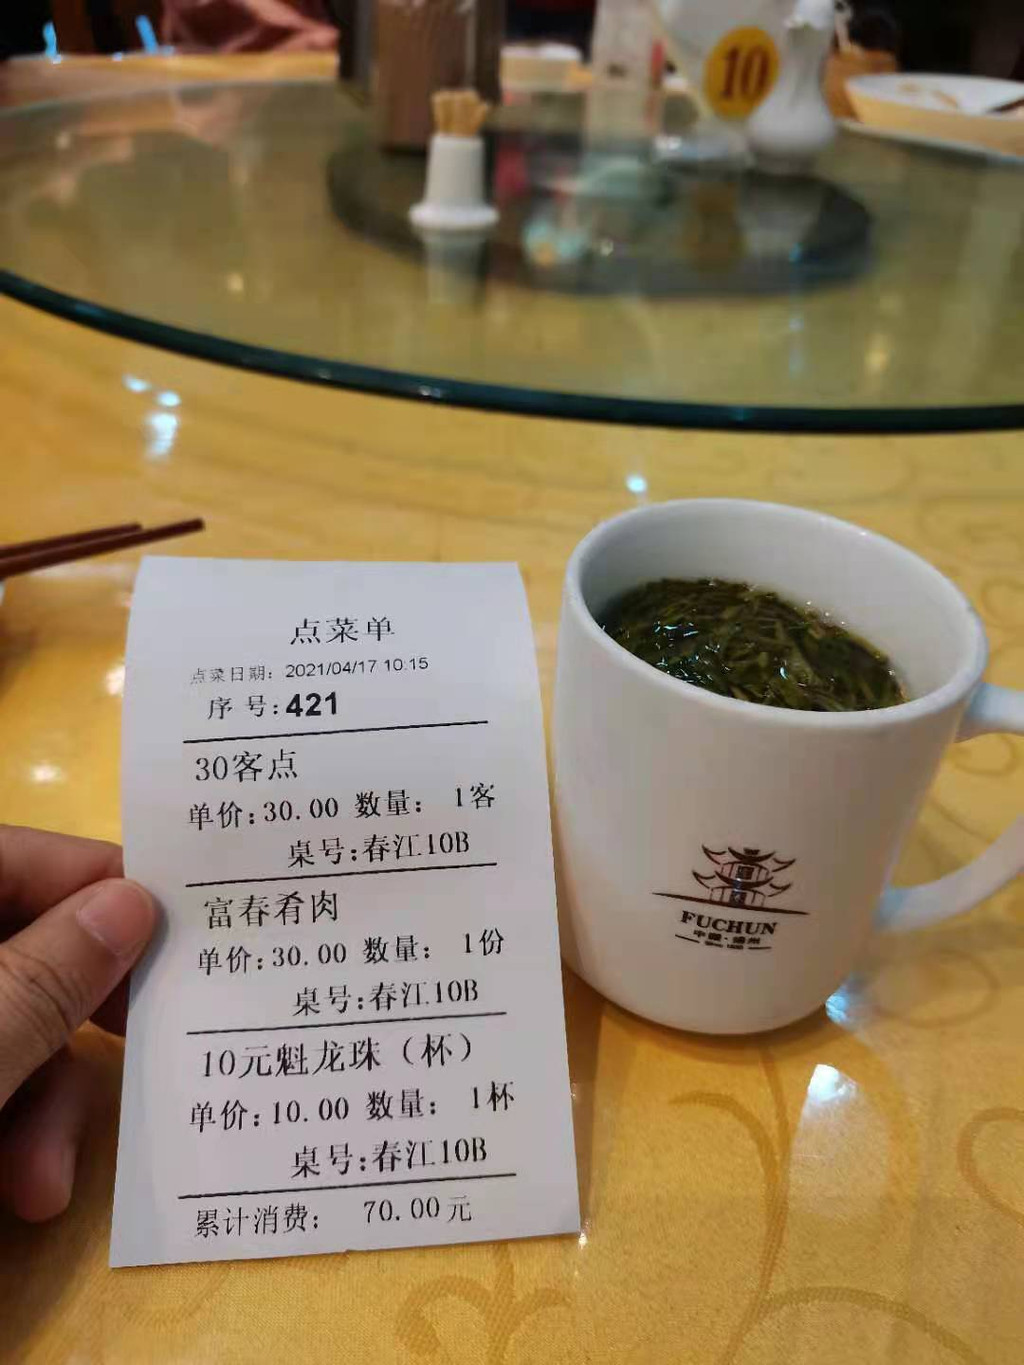 10
点菜单
点菜日期：2021/04/17 10:15
序 号:421
30客点
单价:30.00 数量： 1客
桌号:春江10B
富春肴肉
单价:30.00 数量： 1份
桌号:春江10B
10元魁龙珠（杯）
单价:10.00 数量： 1杯
桌号:春江10B
累计消费： 70.00元
FUCHUN
中國·揚州